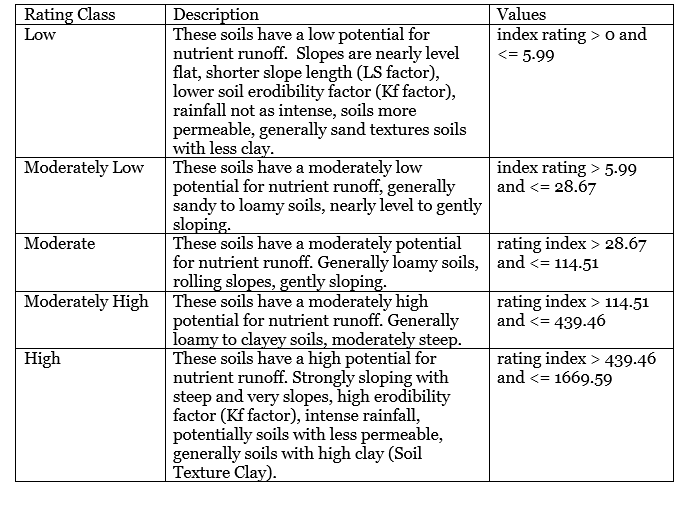 Rating Class Description Values
Low These soils have a low potential for index rating > 0 and
nutrient runoff. Slopes are nearly level <= 5.99
flat, shorter slope length (LS factor),
lower soil erodibility factor (Kf factor),
rainfall not as intense, soils more
permeable, generally sand textures soils
with less clay.
Moderately Low These soils have a moderately low index rating > 5.99
potential for nutrient runoff, generally and <= 28.67
sandy to loamy soils, nearly level to gently
sloping.
Moderate These soils have a moderately potential rating index > 28.67
for nutrient runoff. Generally loamy soils, and <= 114.51
rolling slopes, gently sloping.
Moderately High These soils have a moderately high rating index > 114.51
potential for nutrient runoff. Generally and <= 439.46
loamy to clayey soils, moderately steep.
High These soils have a high potential for rating index > 439.46
nutrient runoff. Strongly sloping with and <= 1669.59
steep and very slopes, high erodibility
factor (Kf factor), intense rainfall,
potentially soils with less permeable,
generally soils with high clay (Soil
Texture Clay).